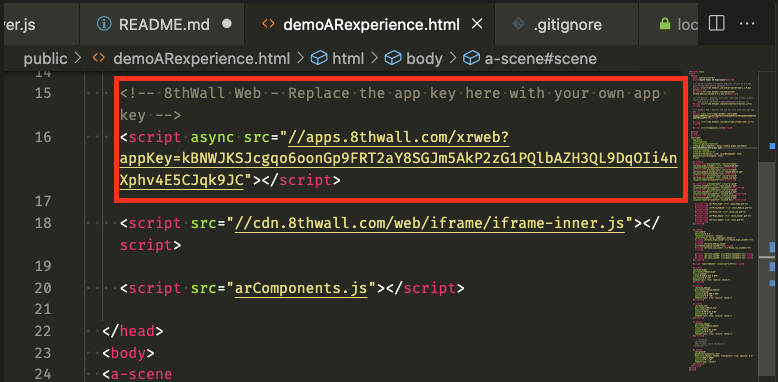 ver.js README.md demoARexperience.html .gitignore loc
public > demoARexperience.html > html > body > a-scene#scene
14
15 <!-- 8thWall Web - Replace the app key here with your own app
key -->
16 <script async src="//apps.8thwall.com/xrweb?
appKey=kBNWJKSJcgqo6oonGp9FRT2aY8SGJm5AkP2zG1PQlbAZH3QL9DqOIi4n
Xphv4E5CJqk9JC"></script>
17
18 <script src="//cdn.8thwall.com/web/iframe/iframe-inner.js"></
script>
19
20 <script src="arComponents.js"></script>
21
22 </head>
23 <body>
24 <a-scene